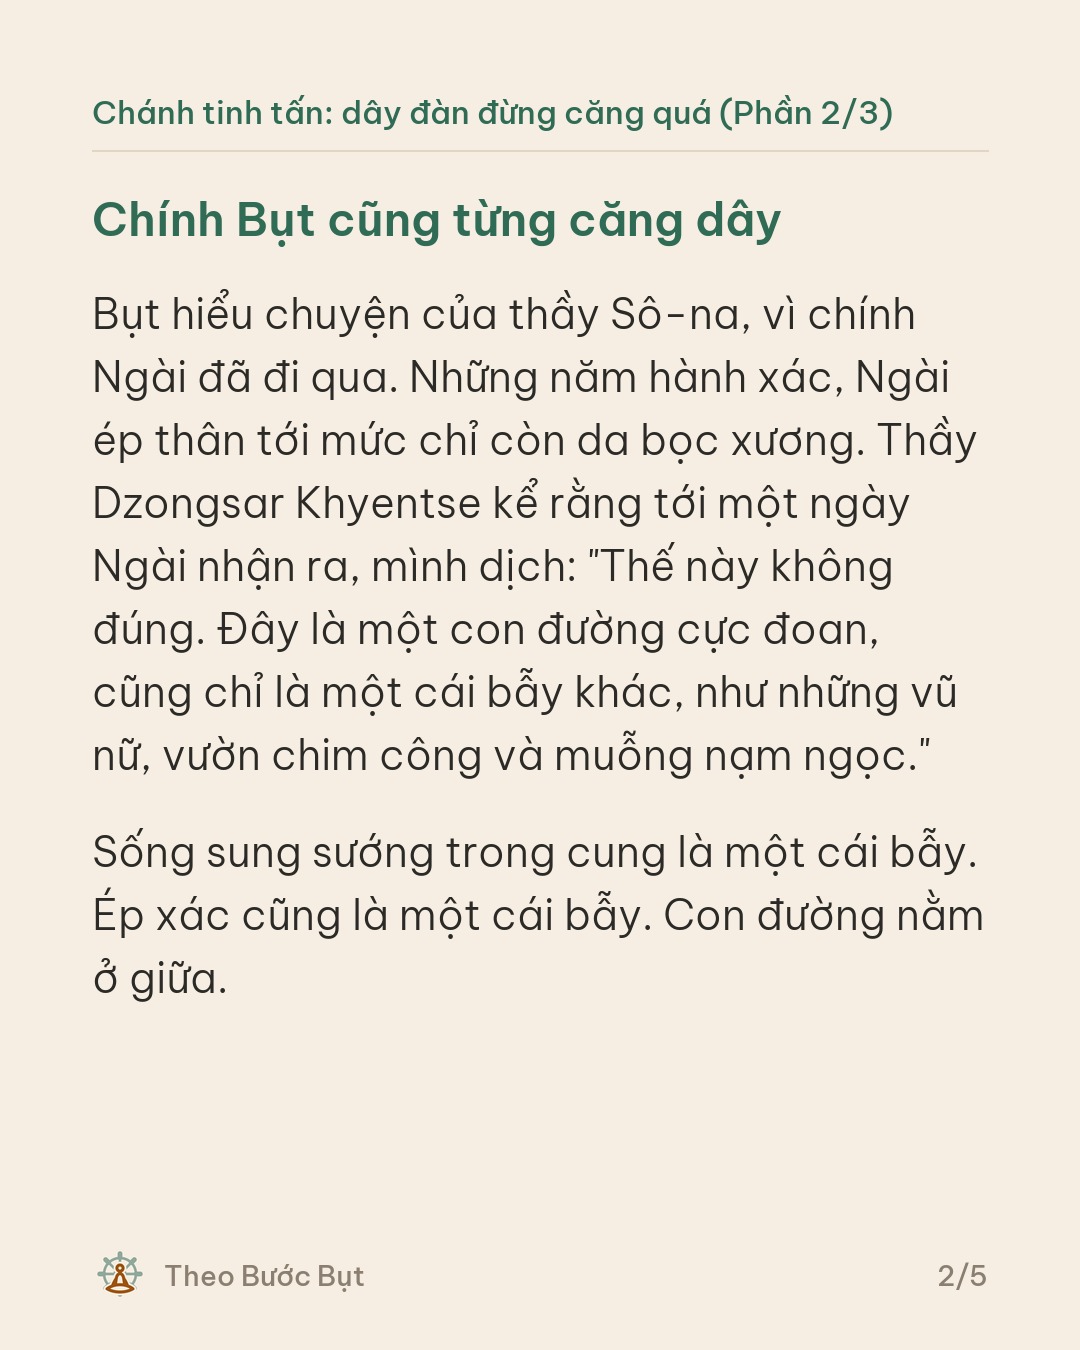 Chánh tinh tấn: dây đàn đừng căng quá (Phần 2/3)
Chính Bụt cũng từng căng dây
Bụt hiểu chuyện của thầy Sô-na, vì chính
Ngài đã đi qua. Những năm hành xác, Ngài
ép thân tới mức chỉ còn da bọc xương. Thầy
Dzongsar Khyentse kể rằng tới một ngày
Ngài nhận ra, mình dịch: "Thế này không
đúng. Đây là một con đường cực đoan,
cũng chỉ là một cái bẫy khác, như những vũ
nữ, vườn chim công và muỗng nạm ngọc."
Sống sung sướng trong cung là một cái bẫy.
Ép xác cũng là một cái bẫy. Con đường nằm
ở giữa.
Theo Bước Bụt
2/5